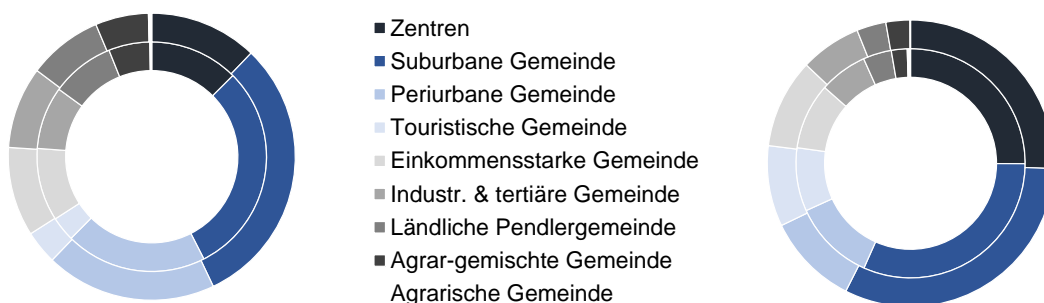 Zentren
Suburbane Gemeinde
Periurbane Gemeinde
Touristische Gemeinde
Einkommensstarke Gemeinde
Industr. & tertiäre Gemeinde
Ländliche Pendlergemeinde
Agrar-gemischte Gemeinde
Agrarische Gemeinde